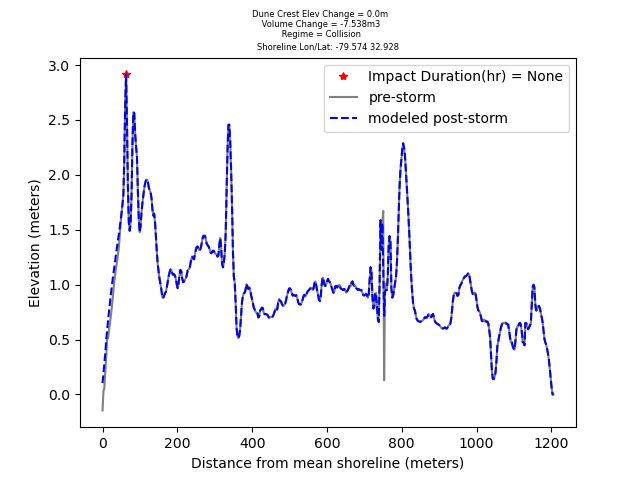 Dune Crest Elev Change = 0.0m
Volume Change = -7.538m3
Regime = Collision
Shoreline Lon/Lat: -79.574 32.928
Impact Duration(hr) = None
pre-storm
modeled post-storm
3.0
2.5
2.0
1.5
1.0
0.5
0.0
Elevation (meters)
0 200 400 600 800 1000 1200
Distance from mean shoreline (meters)